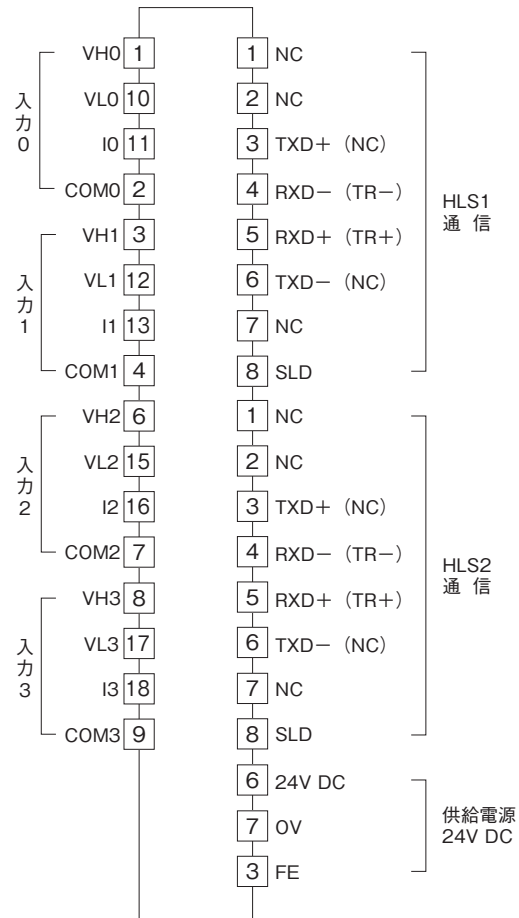 入力0
VH0 1
VL0 10
I0 11
COM0 2
入力1
VH1 3
VL1 12
I1 13
COM1 4
入力2
VH2 6
VL2 15
I2 16
COM2 7
入力3
VH3 8
VL3 17
I3 18
COM3 9
1 NC
2 NC
3 TXD+（NC）
4 RXD−（TR−）
5 RXD+（TR+）
6 TXD−（NC）
7 NC
8 SLD
HLS1
通 信
1 NC
2 NC
3 TXD+（NC）
4 RXD−（TR−）
5 RXD+（TR+）
6 TXD−（NC）
7 NC
8 SLD
HLS2
通 信
6 24V DC
7 0V
3 FE
供給電源
24V DC